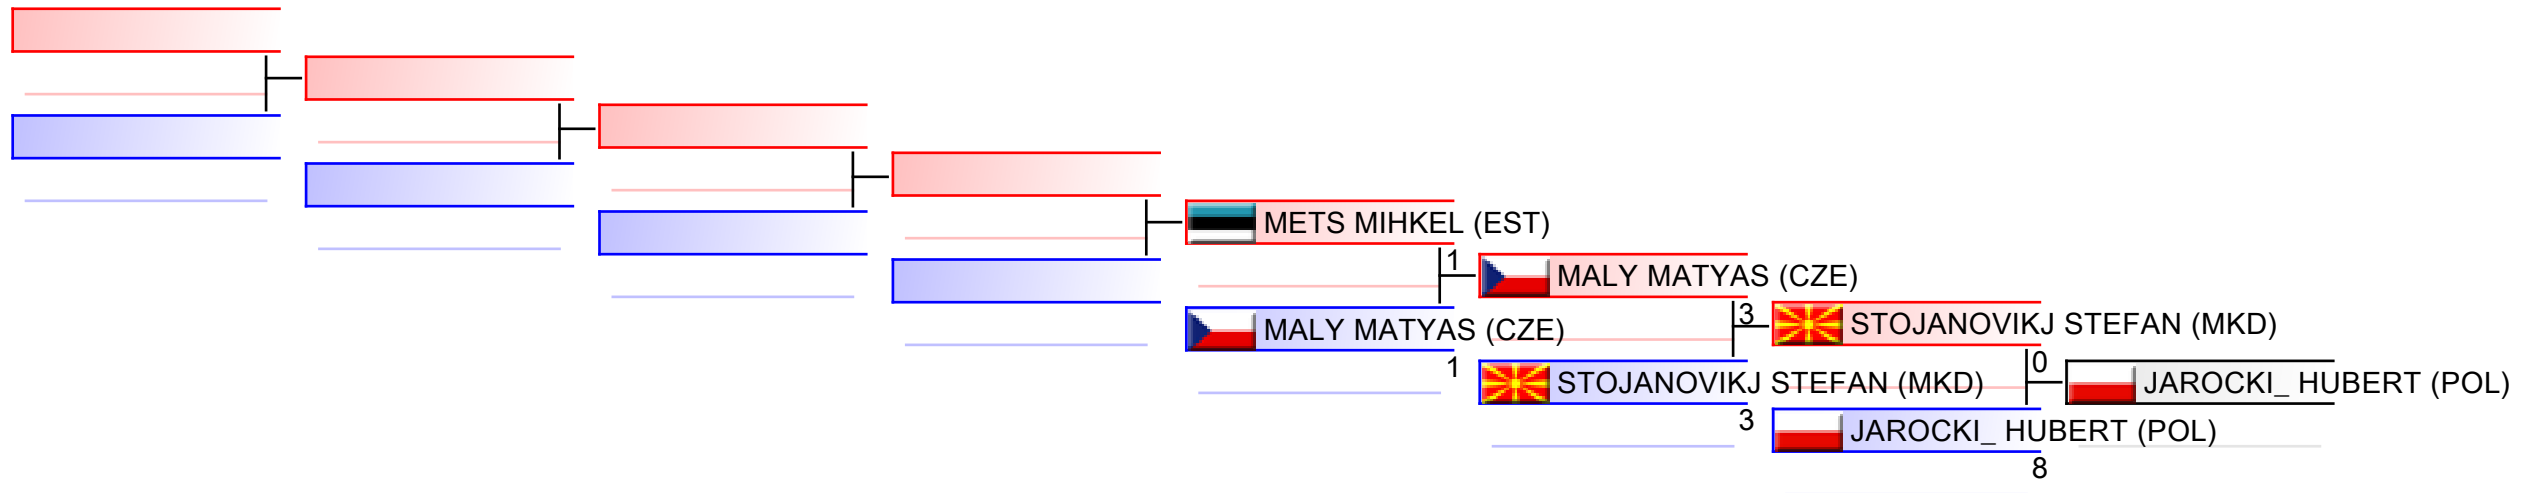 METS MIHKEL (EST)
1
MALY MATYAS (CZE)
MALY MATYAS (CZE)
1
3
STOJANOVIKJ STEFAN (MKD)
STOJANOVIKJ STEFAN (MKD)
3
0
JAROCKI_ HUBERT (POL)
JAROCKI_ HUBERT (POL)
8